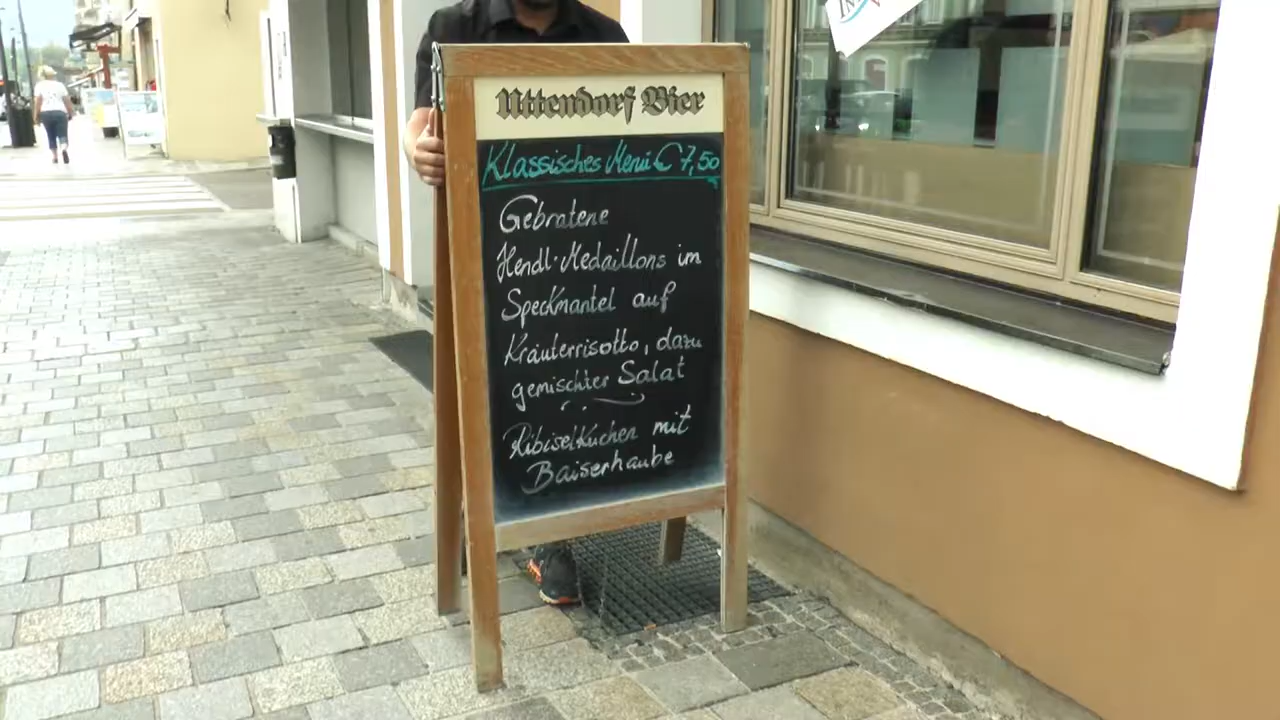 Uttendorf Bier
Klassisches Menü € 7,50
Gebratene
Hendl-Medaillons im
Speckmantel auf
Kräuterrisotto, dazu
gemischter Salat
Ribiselkuchen mit
Baiserhaube